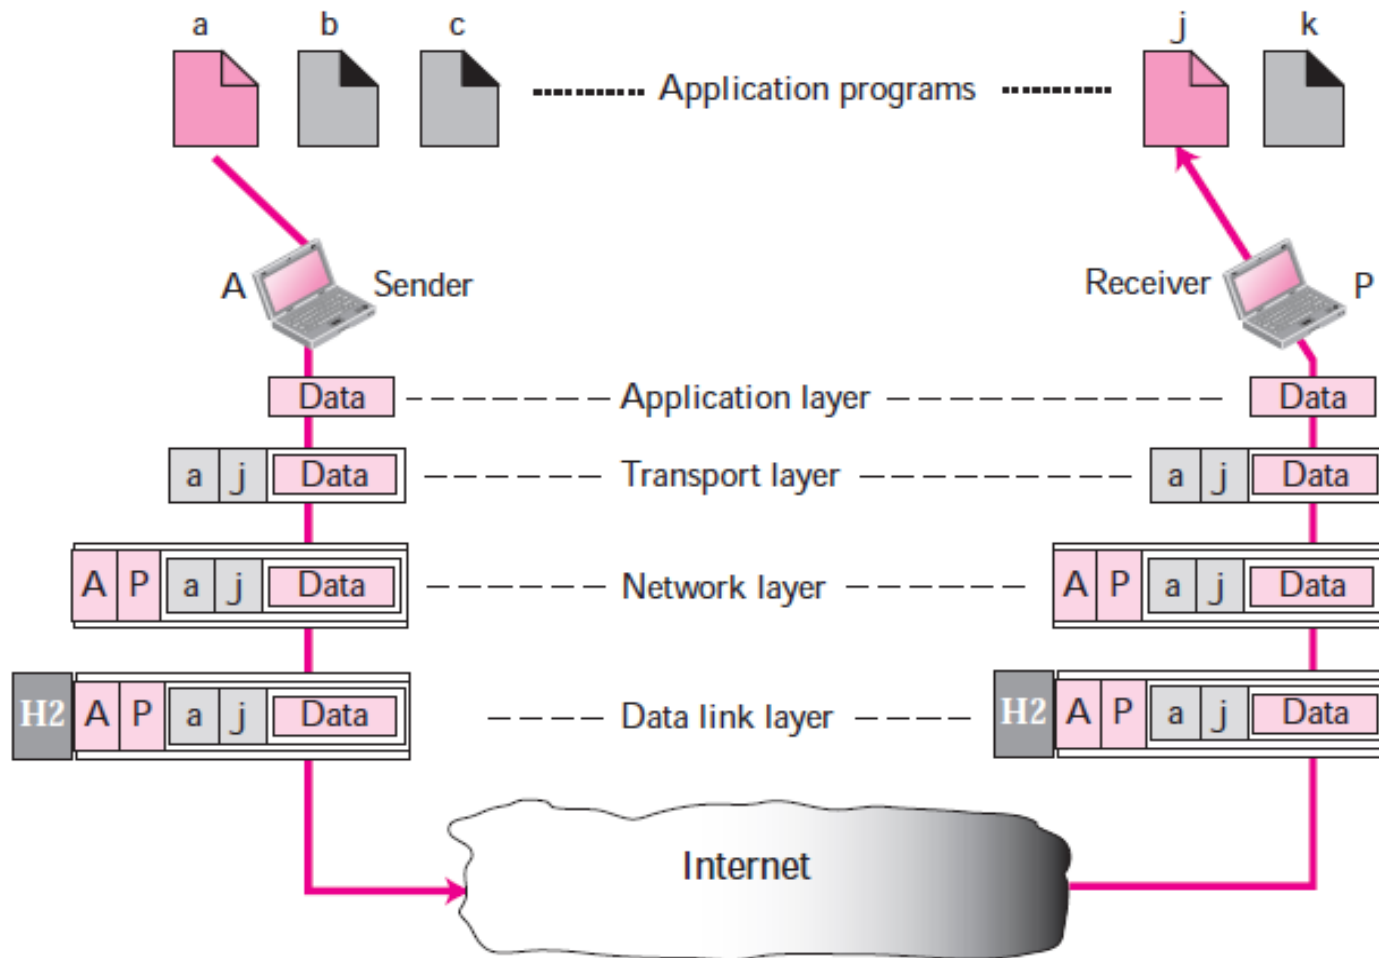 a b c j k
Application programs
A Sender Receiver P
Data Application layer Data
a j Data Transport layer a j Data
A P a j Data Network layer A P a j Data
H2 A P a j Data Data link layer H2 A P a j Data
Internet